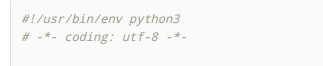 #!/usr/bin/env python3
# -*- coding: utf-8 -*-